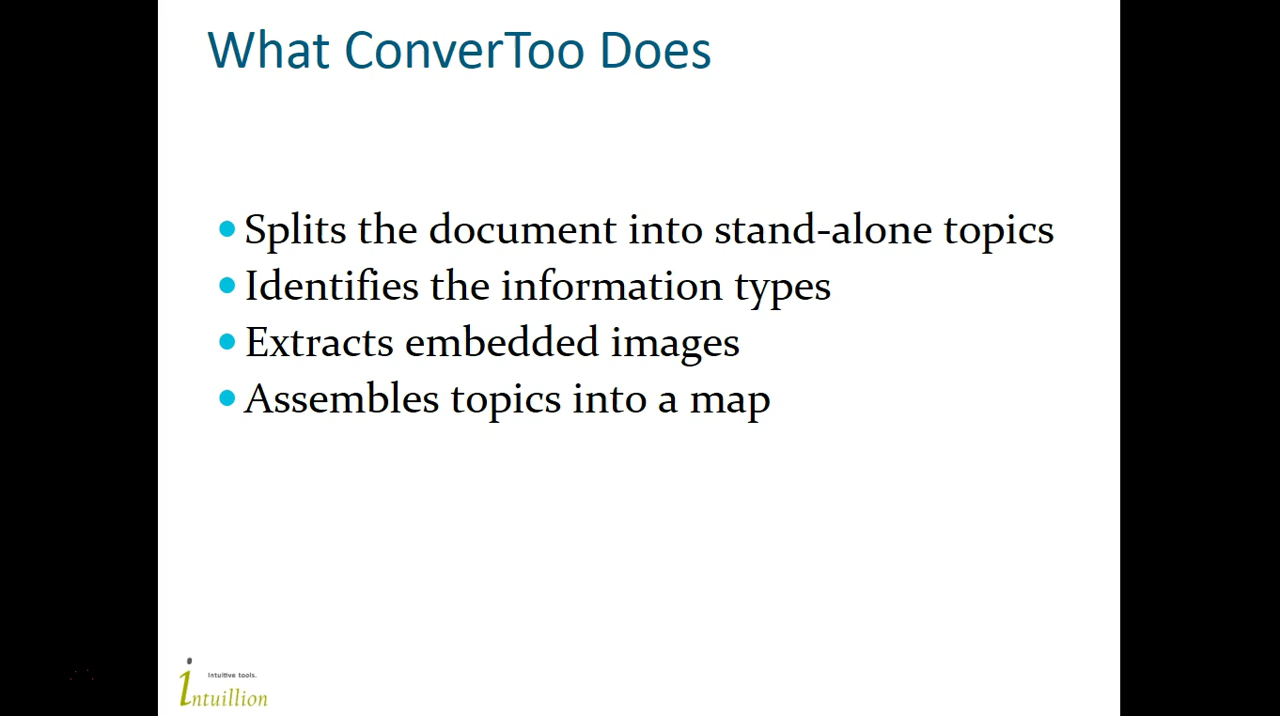 What ConverToo Does
• Splits the document into stand-alone topics
• Identifies the information types
• Extracts embedded images
• Assembles topics into a map
Intuitive tools.
intuillion